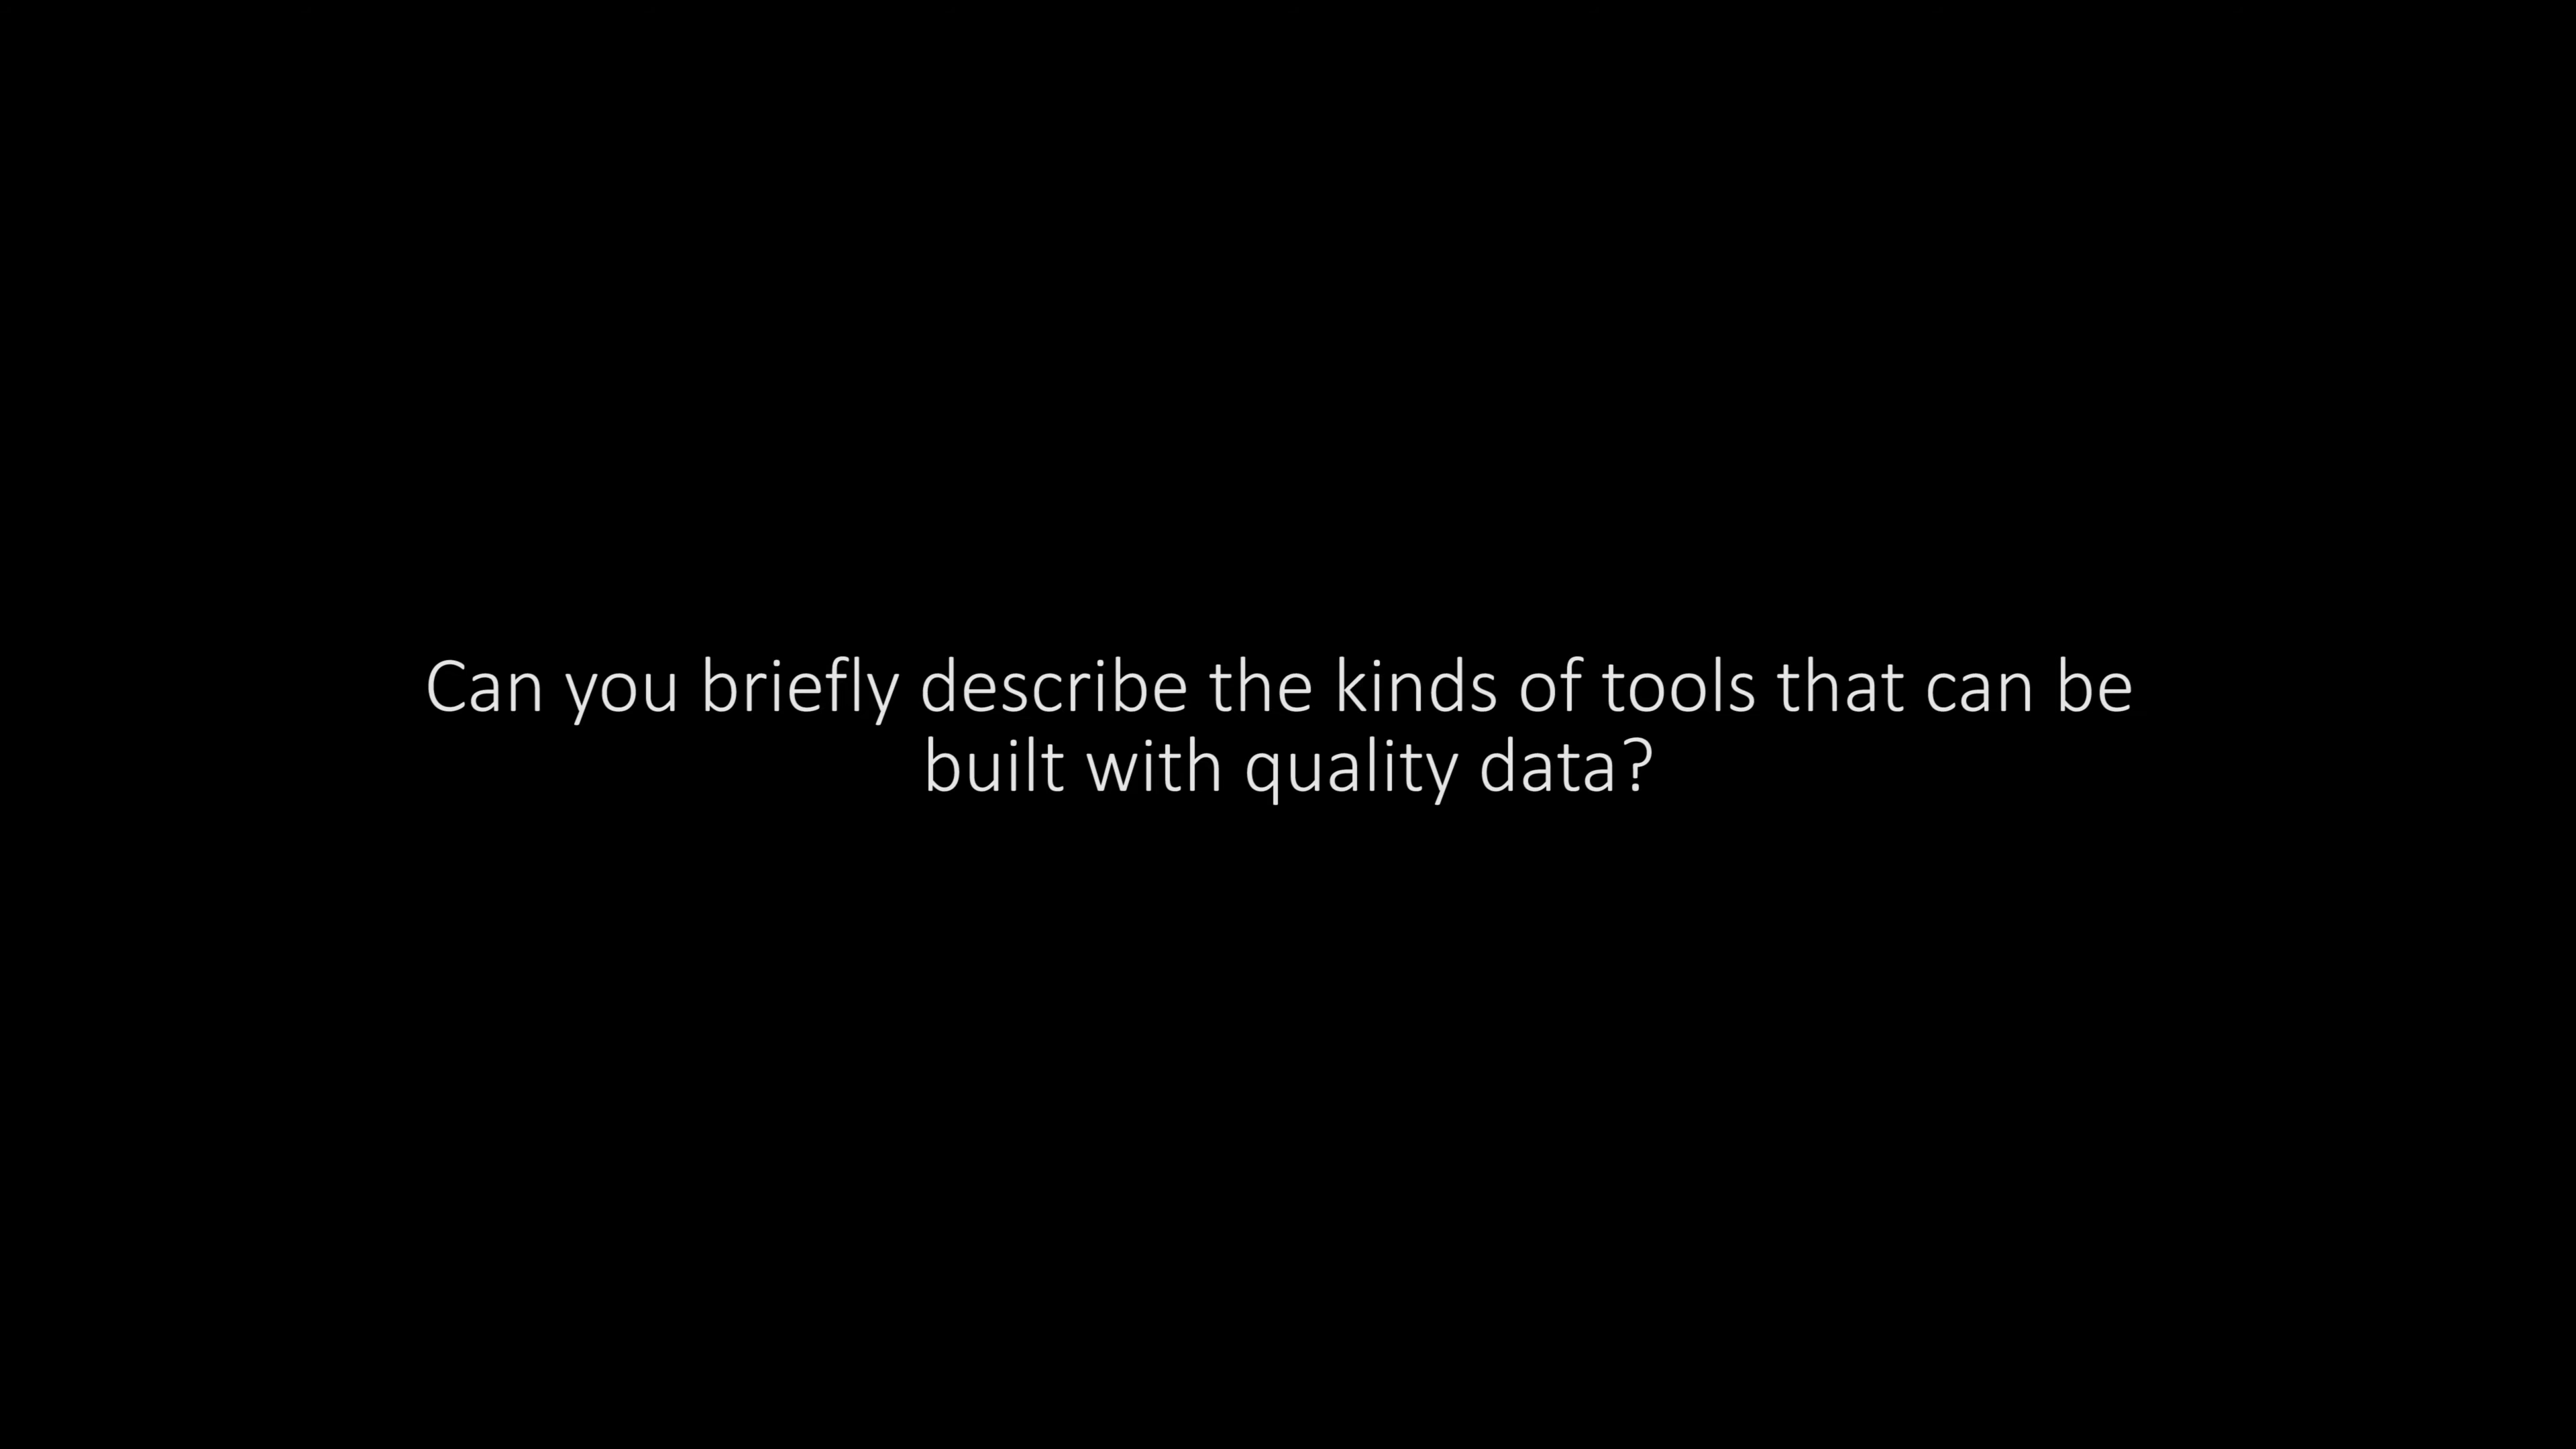 Can you briefly describe the kinds of tools that can be
built with quality data?